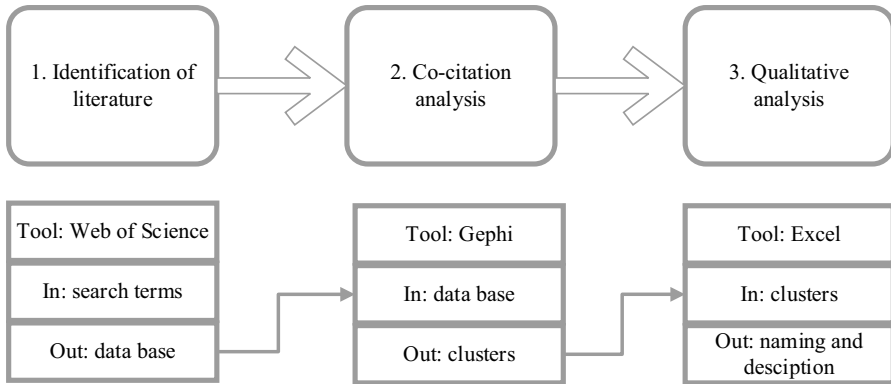 1. Identification of
literature
2. Co-citation
analysis
3. Qualitative
analysis
Tool: Web of Science
In: search terms
Out: data base
Tool: Gephi
In: data base
Out: clusters
Tool: Excel
In: clusters
Out: naming and
desciption